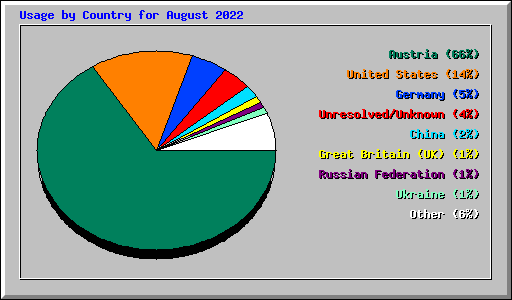 Usage by Country for August 2022
Austria (66%)
United States (14%)
Germany (5%)
Unresolved/Unknown (4%)
China (2%)
Great Britain (UK) (1%)
Russian Federation (1%)
Ukraine (1%)
Other (6%)